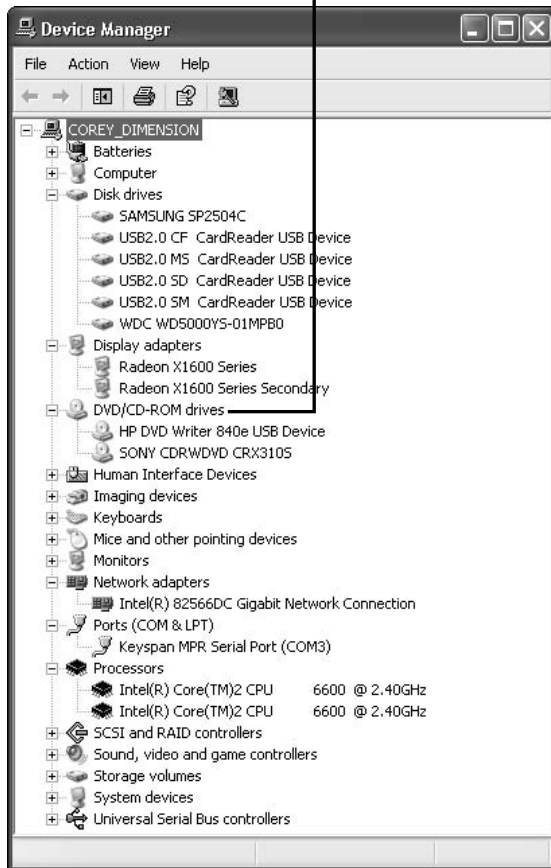 Device Manager
File Action View Help
COREY_DIMENSION
Batteries
Computer
Disk drives
SAMSUNG SP2504C
USB2.0 CF CardReader USB Device
USB2.0 MS CardReader USB Device
USB2.0 SD CardReader USB Device
USB2.0 SM CardReader USB Device
WDC WD5000YS-01MPB0
Display adapters
Radeon X1600 Series
Radeon X1600 Series Secondary
DVD/CD-ROM drives
HP DVD Writer 840e USB Device
SONY CDRWDVD CRX310S
Human Interface Devices
Imaging devices
Keyboards
Mice and other pointing devices
Monitors
Network adapters
Intel(R) 82566DC Gigabit Network Connection
Ports (COM & LPT)
Keyspan MPR Serial Port (COM3)
Processors
Intel(R) Core(TM)2 CPU 6600 @ 2.40GHz
Intel(R) Core(TM)2 CPU 6600 @ 2.40GHz
SCSI and RAID controllers
Sound, video and game controllers
Storage volumes
System devices
Universal Serial Bus controllers